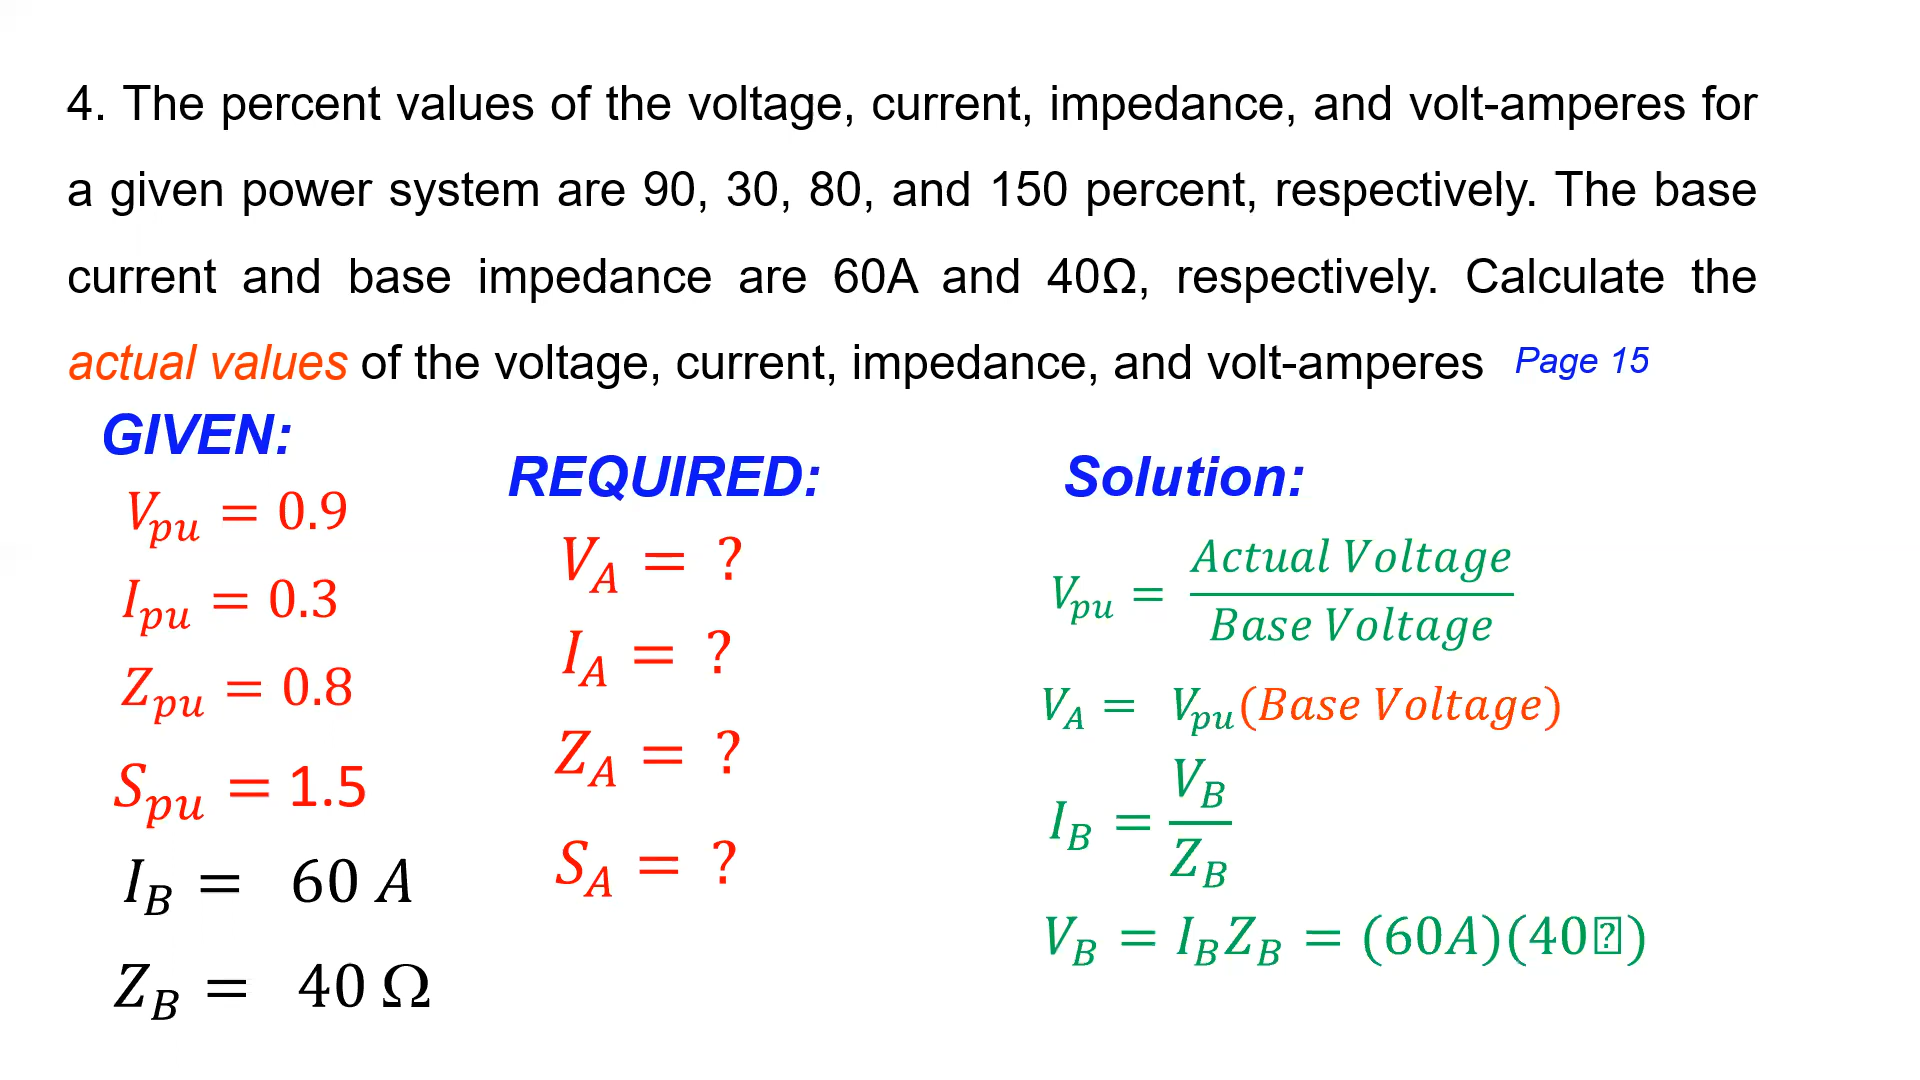 4. The percent values of the voltage, current, impedance, and volt-amperes for
a given power system are 90, 30, 80, and 150 percent, respectively. The base
current and base impedance are 60A and 40Ω, respectively. Calculate the
actual values of the voltage, current, impedance, and volt-amperes Page 15
GIVEN:
V_pu = 0.9
I_pu = 0.3
Z_pu = 0.8
S_pu = 1.5
I_B = 60 A
Z_B = 40 Ω
REQUIRED:
V_A = ?
I_A = ?
Z_A = ?
S_A = ?
Solution:
V_pu = Actual Voltage / Base Voltage
V_A = V_pu(Base Voltage)
I_B = V_B / Z_B
V_B = I_B Z_B = (60A)(40⍰)